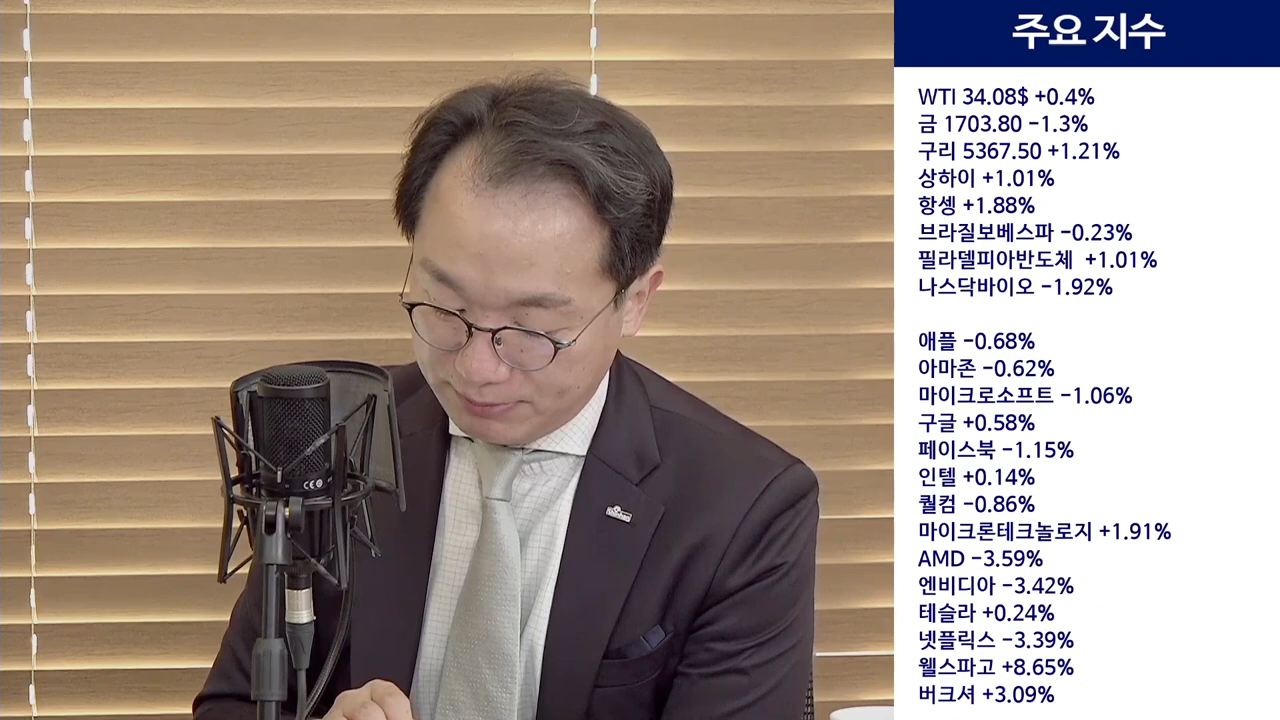 주요 지수
WTI 34.08$ +0.4%
금 1703.80 -1.3%
구리 5367.50 +1.21%
상하이 +1.01%
항셍 +1.88%
브라질보베스파 -0.23%
필라델피아반도체 +1.01%
나스닥바이오 -1.92%
애플 -0.68%
아마존 -0.62%
마이크로소프트 -1.06%
구글 +0.58%
페이스북 -1.15%
인텔 +0.14%
퀄컴 -0.86%
마이크론테크놀로지 +1.91%
AMD -3.59%
엔비디아 -3.42%
테슬라 +0.24%
넷플릭스 -3.39%
웰스파고 +8.65%
버크셔 +3.09%